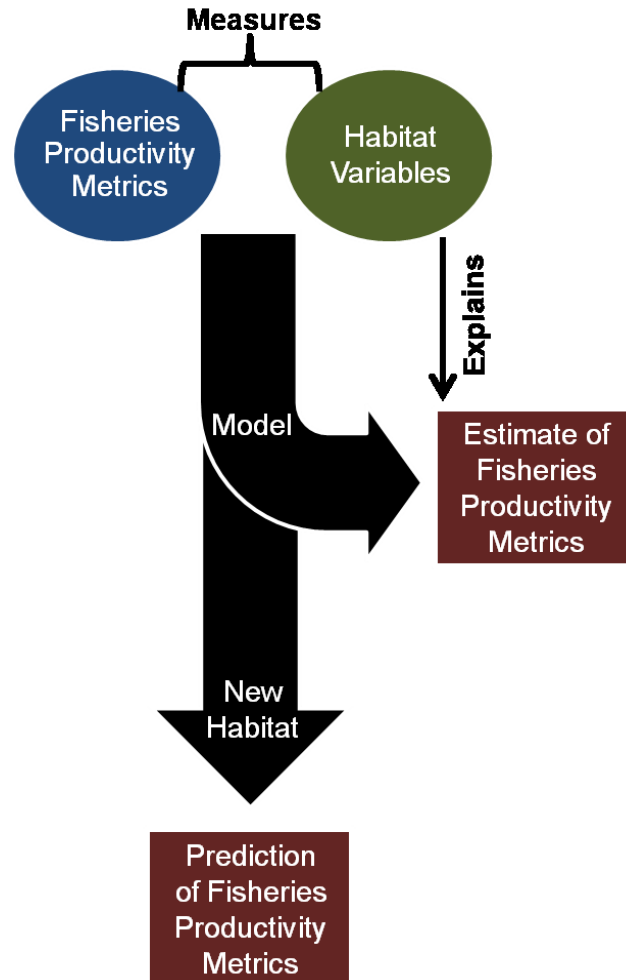 Measures
Fisheries
Productivity
Metrics
Habitat
Variables
Explains
Model
Estimate of
Fisheries
Productivity
Metrics
New
Habitat
Prediction
of Fisheries
Productivity
Metrics